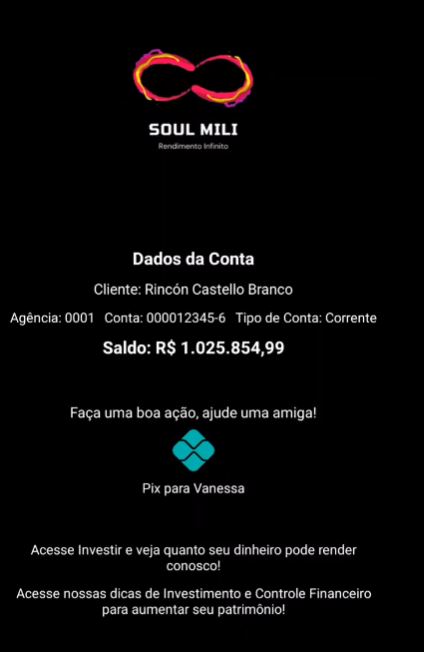 SOUL MILI
Rendimento Infinito
Dados da Conta
Cliente: Rincón Castello Branco
Agência: 0001 Conta: 000012345-6 Tipo de Conta: Corrente
Saldo: R$ 1.025.854,99
Faça uma boa ação, ajude uma amiga!
Pix para Vanessa
Acesse Investir e veja quanto seu dinheiro pode render
conosco!
Acesse nossas dicas de Investimento e Controle Financeiro
para aumentar seu patrimônio!